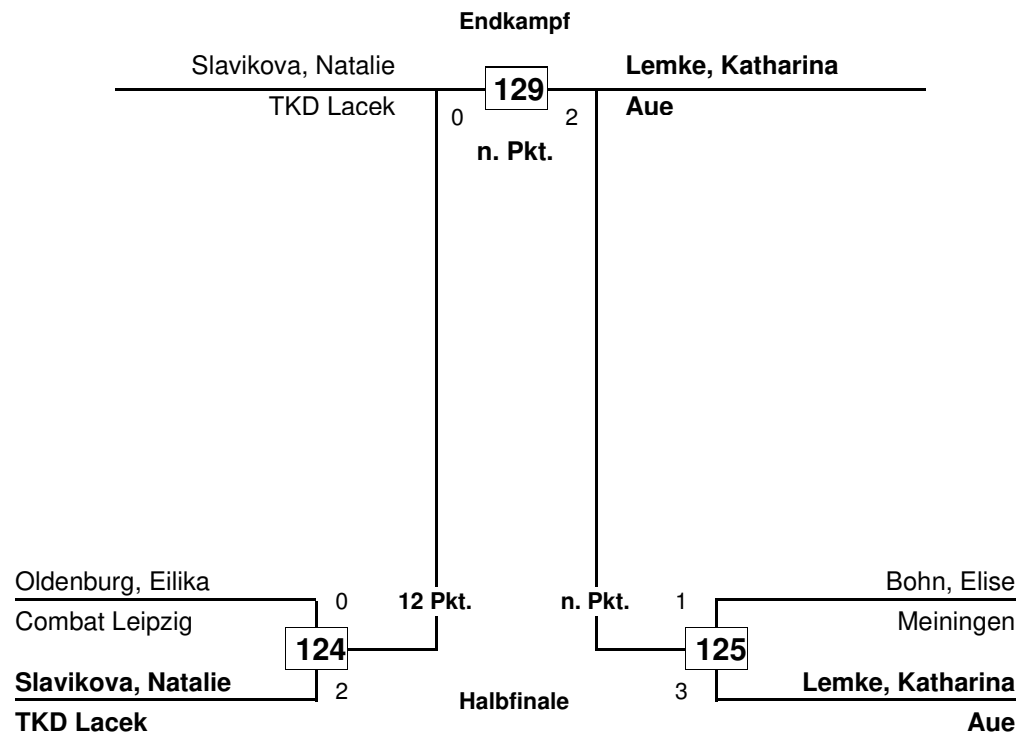 Endkampf
Slavikova, Natalie
129
Lemke, Katharina
TKD Lacek
0
2
Aue
n. Pkt.
Oldenburg, Eilika
0
12 Pkt.
n. Pkt.
1
Bohn, Elise
Combat Leipzig
Meiningen
124
125
Slavikova, Natalie
2
Halbfinale
3
Lemke, Katharina
TKD Lacek
Aue